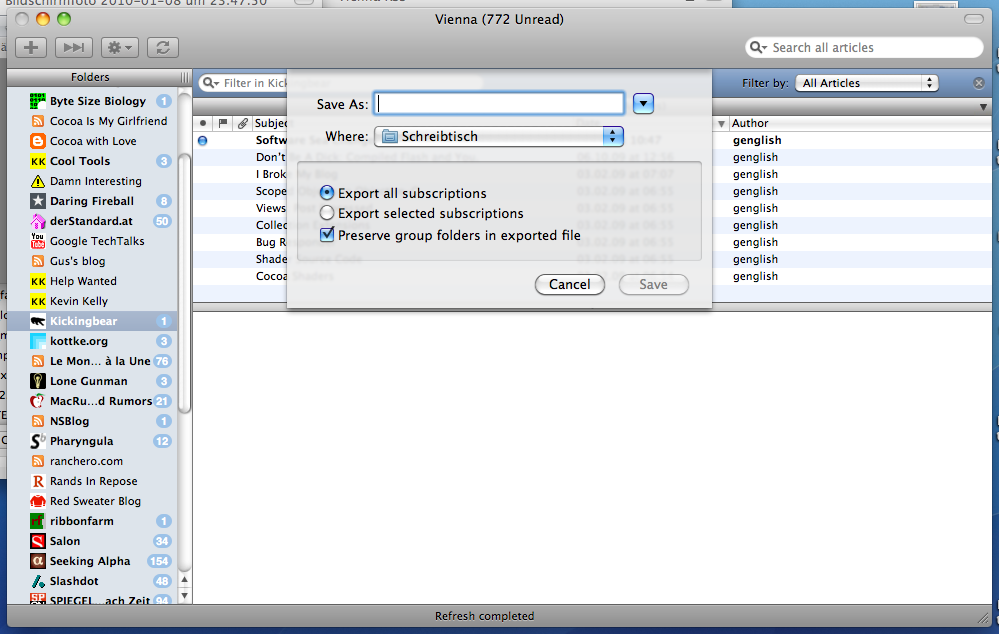 Bildschirmfoto 2010-01-08 um 23.47.50
Vienna (772 Unread)
Search all articles
Folders
Filter in Kick
Filter by: All Articles
Byte Size Biology 1
Cocoa Is My Girlfriend
Cocoa with Love
Cool Tools 3
Damn Interesting
Daring Fireball 8
derStandard.at 50
Google TechTalks
Gus's blog
Help Wanted
Kevin Kelly
Kickingbear 1
kottke.org 3
Le Mon... à la Une 76
Lone Gunman 3
MacRu...d Rumors 21
NSBlog 1
Pharyngula 12
ranchero.com
Rands In Repose
Red Sweater Blog
ribbonfarm 1
Salon 34
Seeking Alpha 154
Slashdot 48
SPIEGEL...ach Zeit 94
Subjec
Author
Softw
genglish
Don't
genglish
I Brok
genglish
Scope
genglish
Views
genglish
Collec
genglish
Bug R
genglish
Shade
genglish
Cocoa
genglish
Save As:
Where: Schreibtisch
Export all subscriptions
Export selected subscriptions
Preserve group folders in exported file
Cancel
Save
Refresh completed